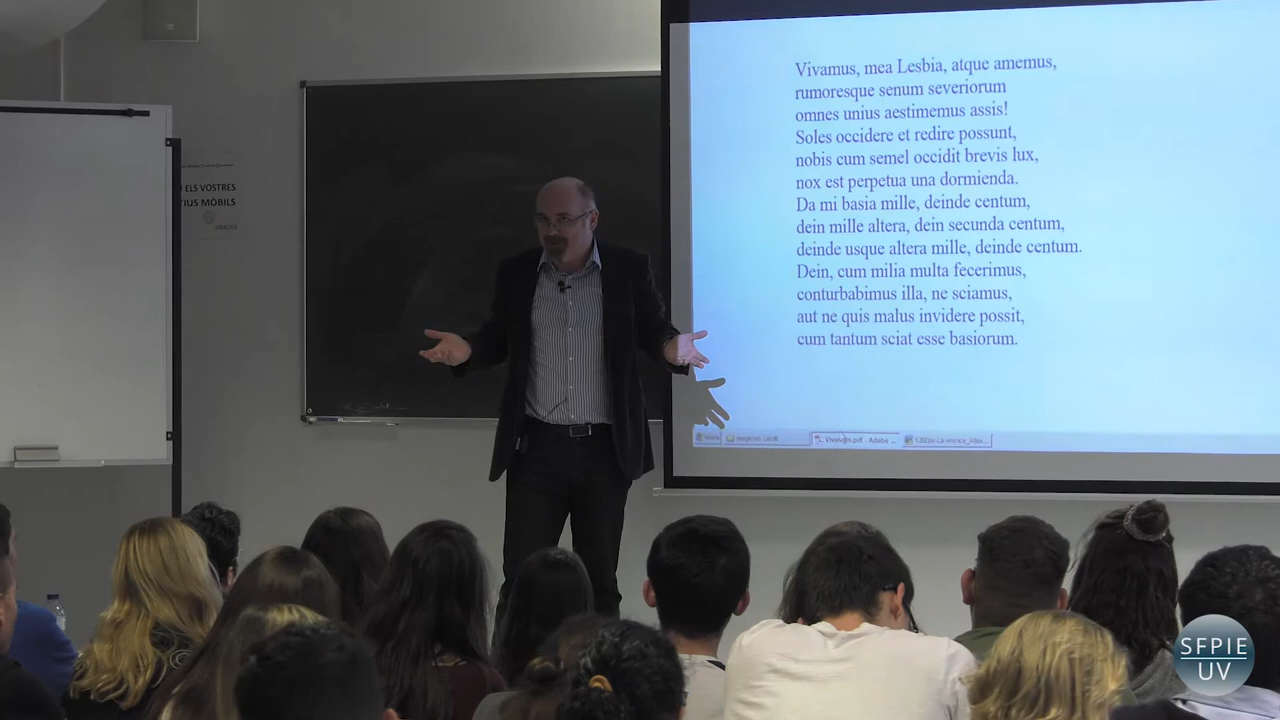 ELS VOSTRES
TIUS MÒBILS
GRÀCIES
Vivamus, mea Lesbia, atque amemus,
rumoresque senum severiorum
omnes unius aestimemus assis!
Soles occidere et redire possunt,
nobis cum semel occidit brevis lux,
nox est perpetua una dormienda.
Da mi basia mille, deinde centum,
dein mille altera, dein secunda centum,
deinde usque altera mille, deinde centum.
Dein, cum milia multa fecerimus,
conturbabimus illa, ne sciamus,
aut ne quis malus invidere possit,
cum tantum sciat esse basiorum.
Adobe ...
SFPIE
UV